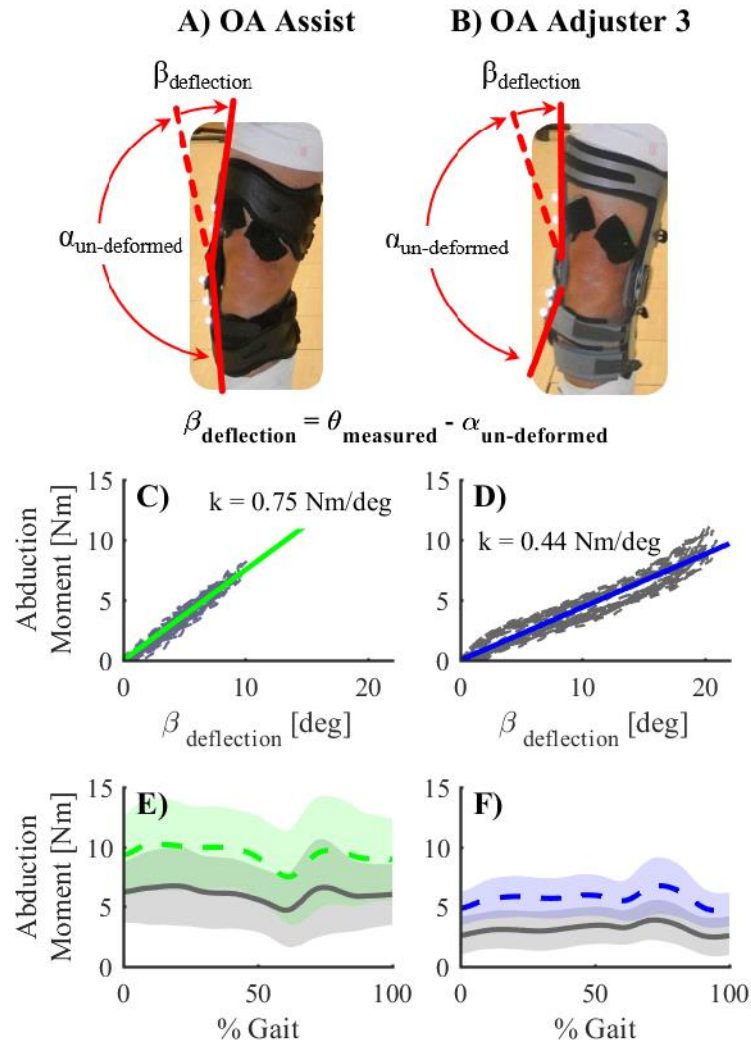 A) OA Assist
B) OA Adjuster 3
βdeflection
βdeflection
αun-deformed
αun-deformed
βdeflection = θmeasured - αun-deformed
C)
k = 0.75 Nm/deg
Abduction
Moment [Nm]
15
10
5
0
0
10
20
β deflection [deg]
D)
k = 0.44 Nm/deg
15
10
5
0
0
10
20
β deflection [deg]
E)
Abduction
Moment [Nm]
15
10
5
0
0
50
100
% Gait
F)
15
10
5
0
0
50
100
% Gait